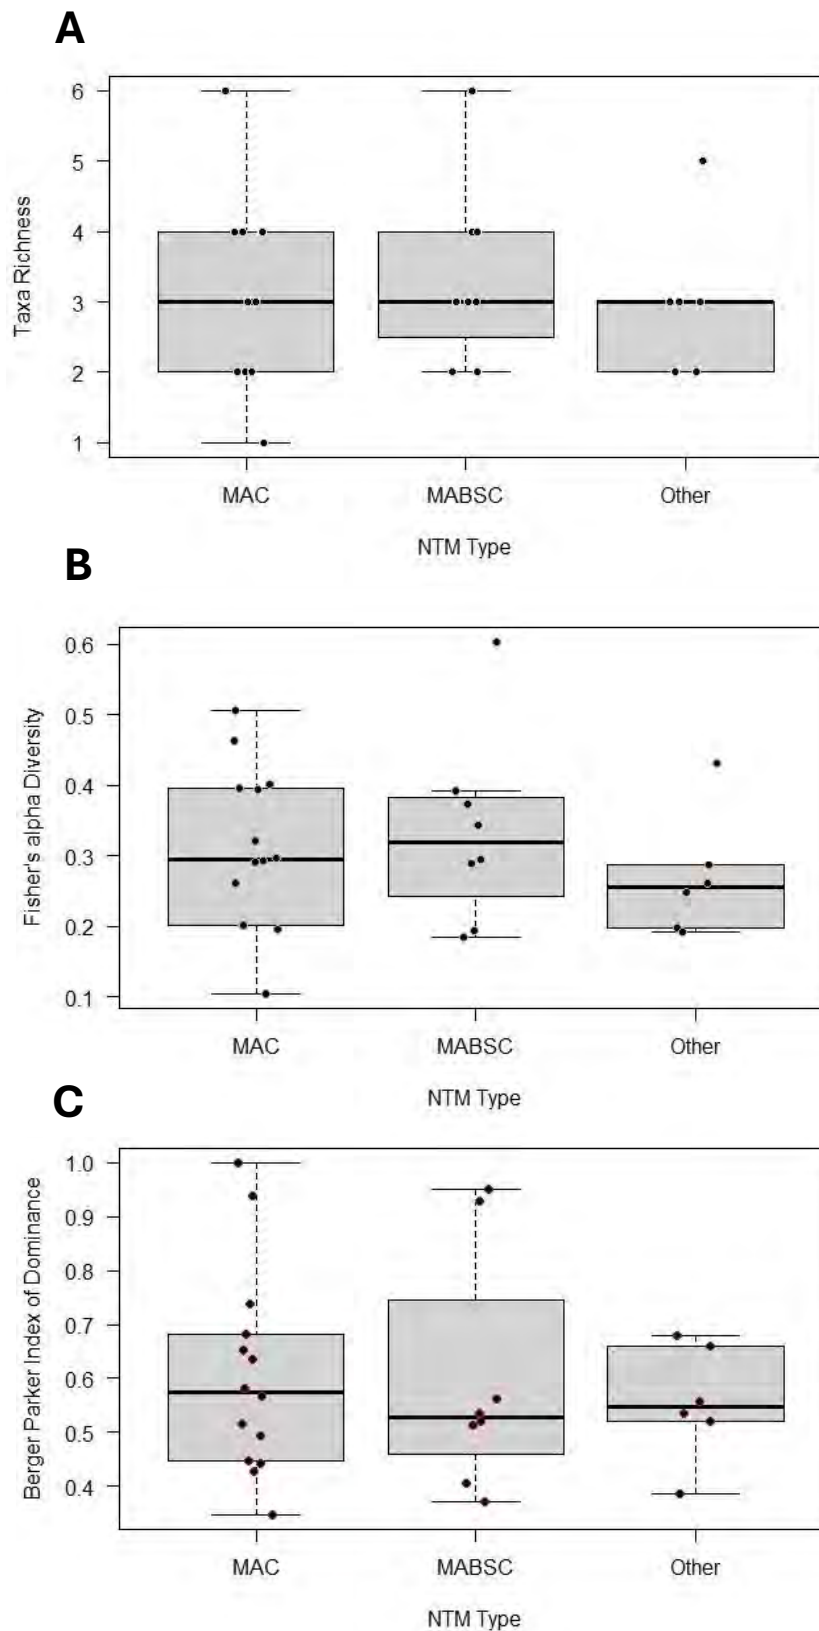 A
Taxa Richness
6
5
4
3
2
1
MAC MABSC Other
NTM Type
B
Fisher's alpha Diversity
0.6
0.5
0.4
0.3
0.2
0.1
MAC MABSC Other
NTM Type
C
Berger Parker Index of Dominance
1.0
0.9
0.8
0.7
0.6
0.5
0.4
MAC MABSC Other
NTM Type